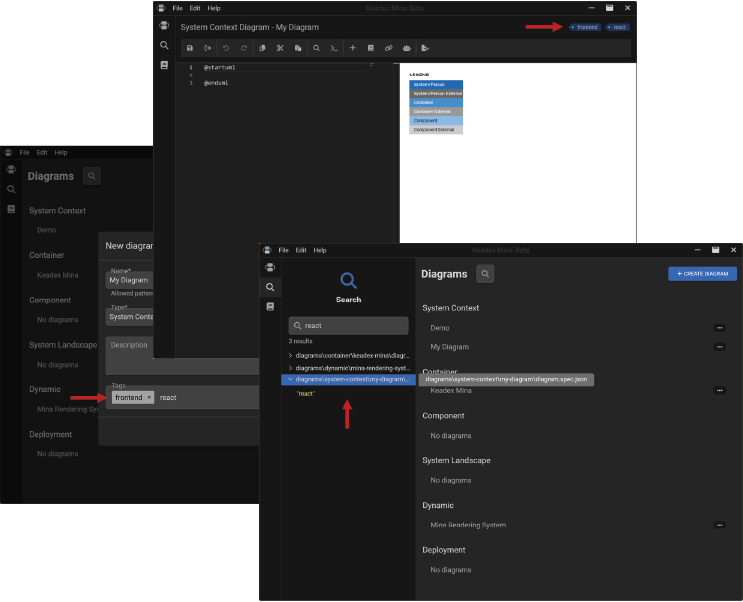 File Edit Help
Keadex Mina Beta
System Context Diagram - My Diagram
frontend
react
1 @startuml
2
3 @enduml
LEGEND
System/Person
System/Person External
Container
Container External
Component
Component External
File Edit Help
Diagrams
System Context
Demo
Container
Keadex Mina
Component
No diagrams
System Landscape
No diagrams
Dynamic
Mina Rendering Sy
Deployment
No diagrams
New diagram
Name*
My Diagram
Allowed pattern
Type*
System Conte
Description
Tags
frontend × react
File Edit Help
Keadex Mina Beta
Search
react
3 results
diagrams\container\keadex-mina\diagr...
diagrams\dynamic\mina-rendering-syst...
diagrams\system-context\my-diagram\...
"react"
Diagrams
+ CREATE DIAGRAM
System Context
Demo
My Diagram
Container
diagrams\system-context\my-diagram\diagram.spec.json
Keadex Mina
Component
No diagrams
System Landscape
No diagrams
Dynamic
Mina Rendering System
Deployment
No diagrams